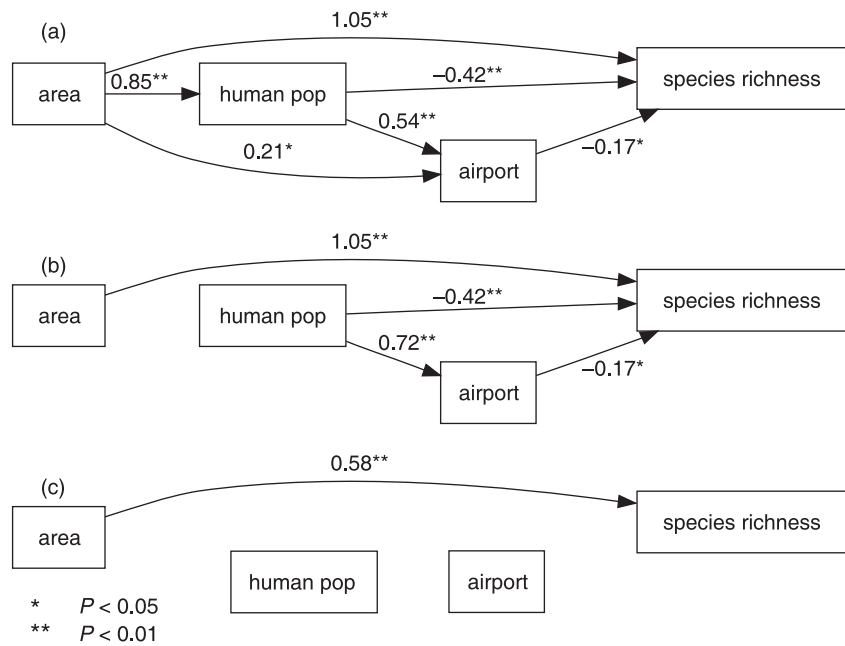 (a)
1.05**
area
0.85**
human pop
−0.42**
species richness
0.54**
0.21*
airport
−0.17*
(b)
1.05**
area
human pop
−0.42**
species richness
0.72**
airport
−0.17*
(c)
0.58**
area
species richness
human pop
airport
* P < 0.05
** P < 0.01